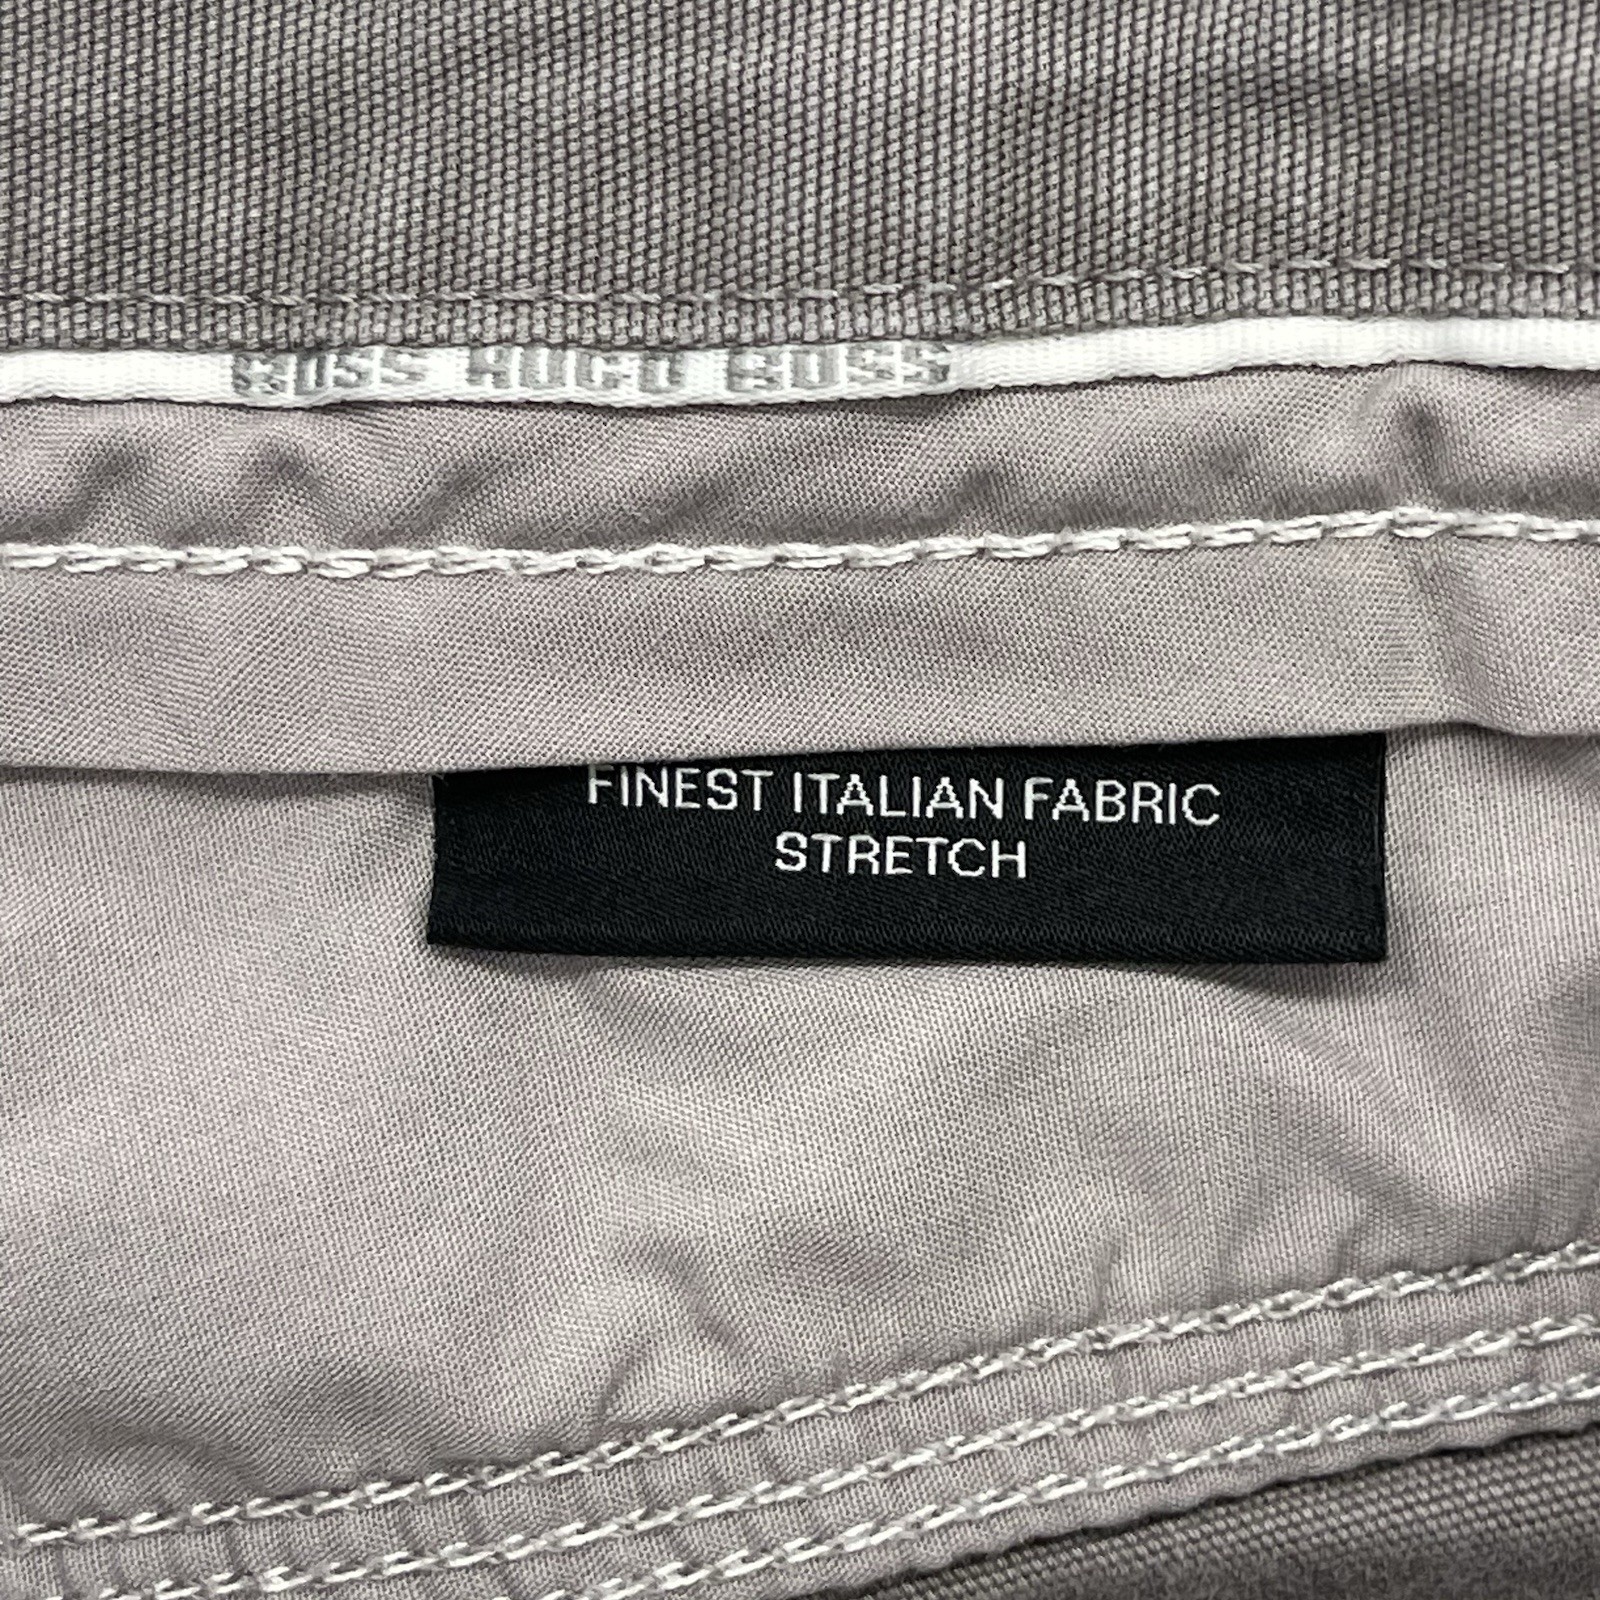 BOSS HUGO BOSS
FINEST ITALIAN FABRIC
STRETCH